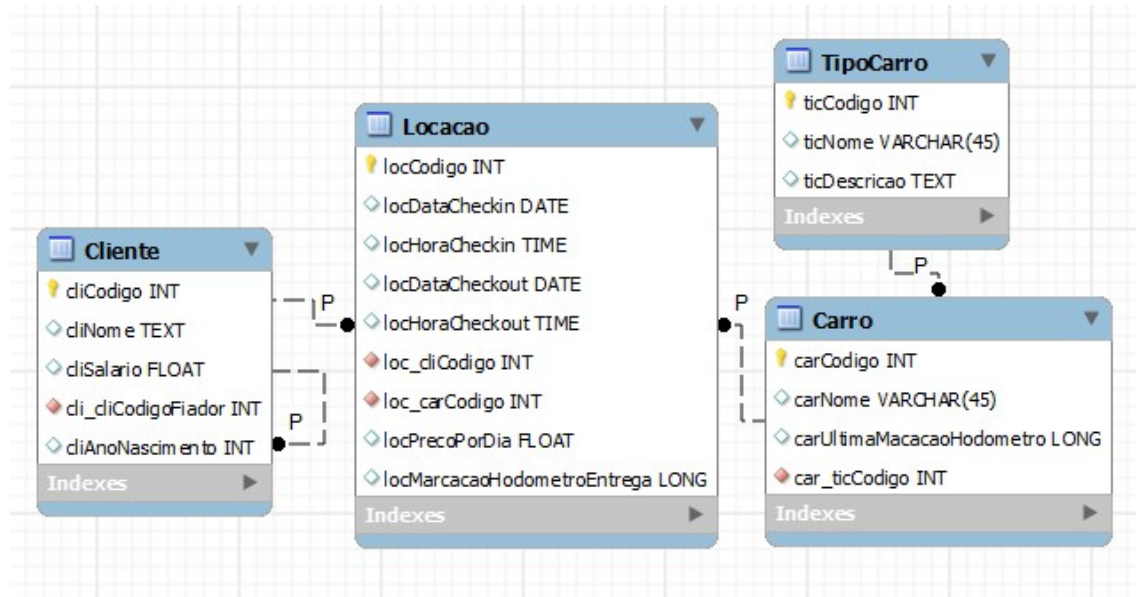 TipoCarro
ticCodigo INT
ticNome VARCHAR(45)
ticDescricao TEXT
Indexes
Locacao
locCodigo INT
locDataCheckin DATE
locHoraCheckin TIME
locDataCheckout DATE
locHoraCheckout TIME
loc_cliCodigo INT
loc_carCodigo INT
locPrecoPorDia FLOAT
locMarcacaoHodometroEntrega LONG
Indexes
Cliente
cliCodigo INT
cliNome TEXT
cliSalario FLOAT
cli_cliCodigoFiador INT
cliAnoNascimento INT
Indexes
Carro
carCodigo INT
carNome VARCHAR(45)
carUltimaMacacaoHodometro LONG
car_ticCodigo INT
Indexes
P
P
P
P